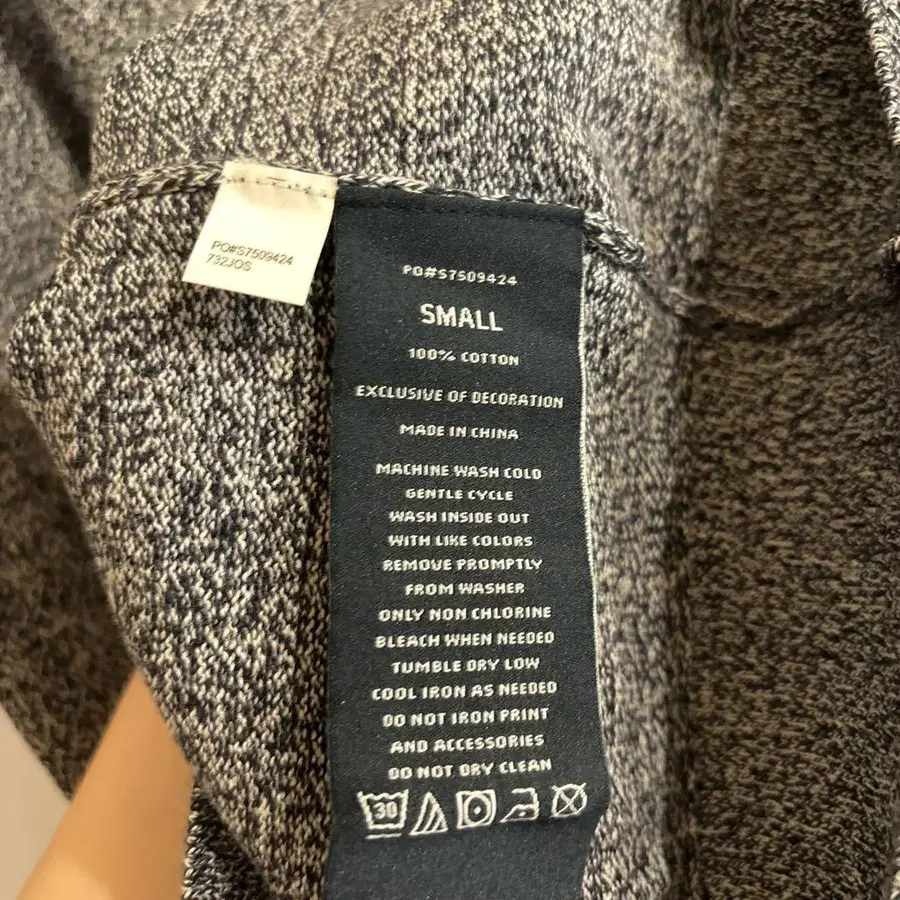 PO#S7509424
732JOS
PO#S7509424
SMALL
100% COTTON
EXCLUSIVE OF DECORATION
MADE IN CHINA
MACHINE WASH COLD
GENTLE CYCLE
WASH INSIDE OUT
WITH LIKE COLORS
REMOVE PROMPTLY
FROM WASHER
ONLY NON CHLORINE
BLEACH WHEN NEEDED
TUMBLE DRY LOW
COOL IRON AS NEEDED
DO NOT IRON PRINT
AND ACCESSORIES
DO NOT DRY CLEAN
30